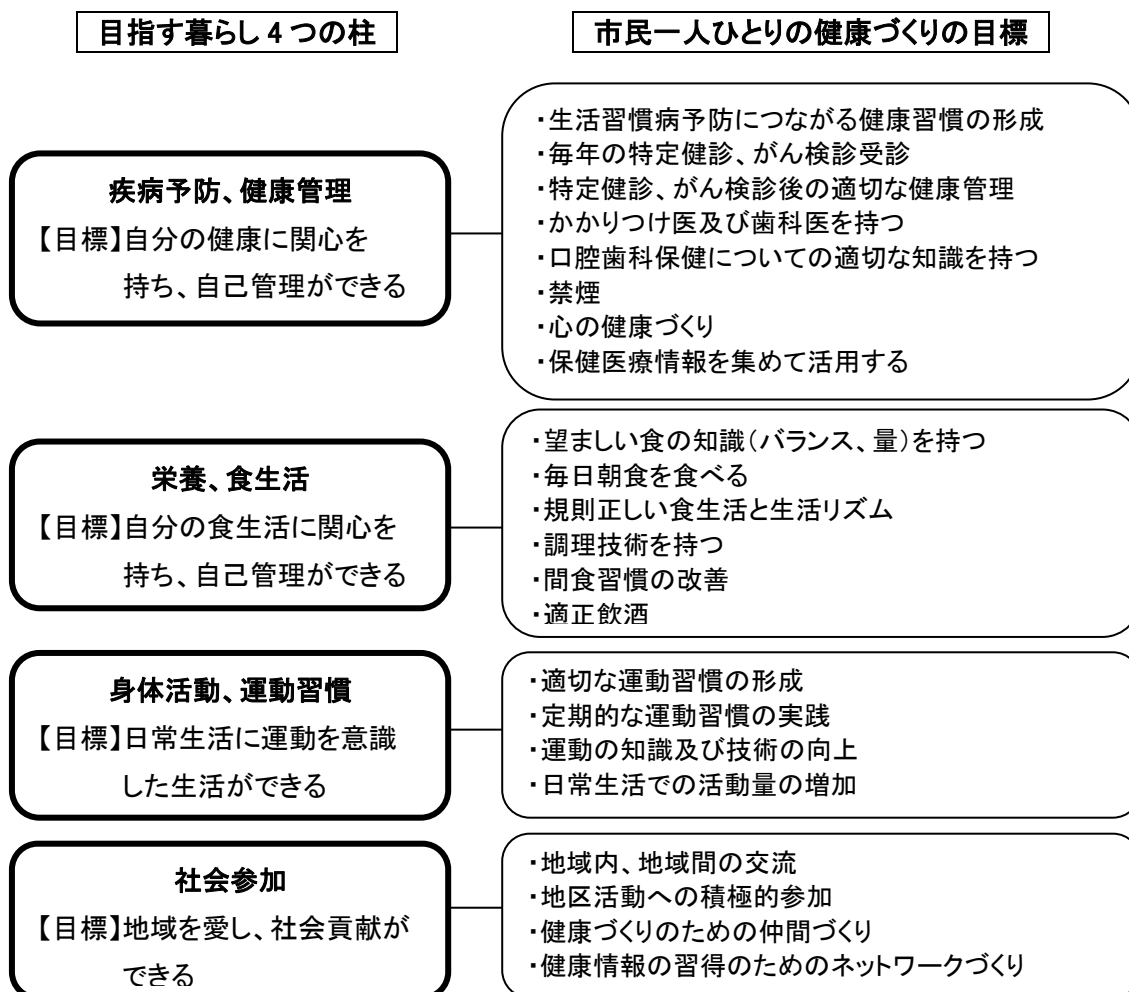 目指す暮らし4つの柱
市民一人ひとりの健康づくりの目標
疾病予防、健康管理
【目標】自分の健康に関心を
持ち、自己管理ができる
・生活習慣病予防につながる健康習慣の形成
・毎年の特定健診、がん検診受診
・特定健診、がん検診後の適切な健康管理
・かかりつけ医及び歯科医を持つ
・口腔歯科保健についての適切な知識を持つ
・禁煙
・心の健康づくり
・保健医療情報を集めて活用する
栄養、食生活
【目標】自分の食生活に関心を
持ち、自己管理ができる
・望ましい食の知識(バランス、量)を持つ
・毎日朝食を食べる
・規則正しい食生活と生活リズム
・調理技術を持つ
・間食習慣の改善
・適正飲酒
身体活動、運動習慣
【目標】日常生活に運動を意識
した生活ができる
・適切な運動習慣の形成
・定期的な運動習慣の実践
・運動の知識及び技術の向上
・日常生活での活動量の増加
社会参加
【目標】地域を愛し、社会貢献が
できる
・地域内、地域間の交流
・地区活動への積極的参加
・健康づくりのための仲間づくり
・健康情報の習得のためのネットワークづくり